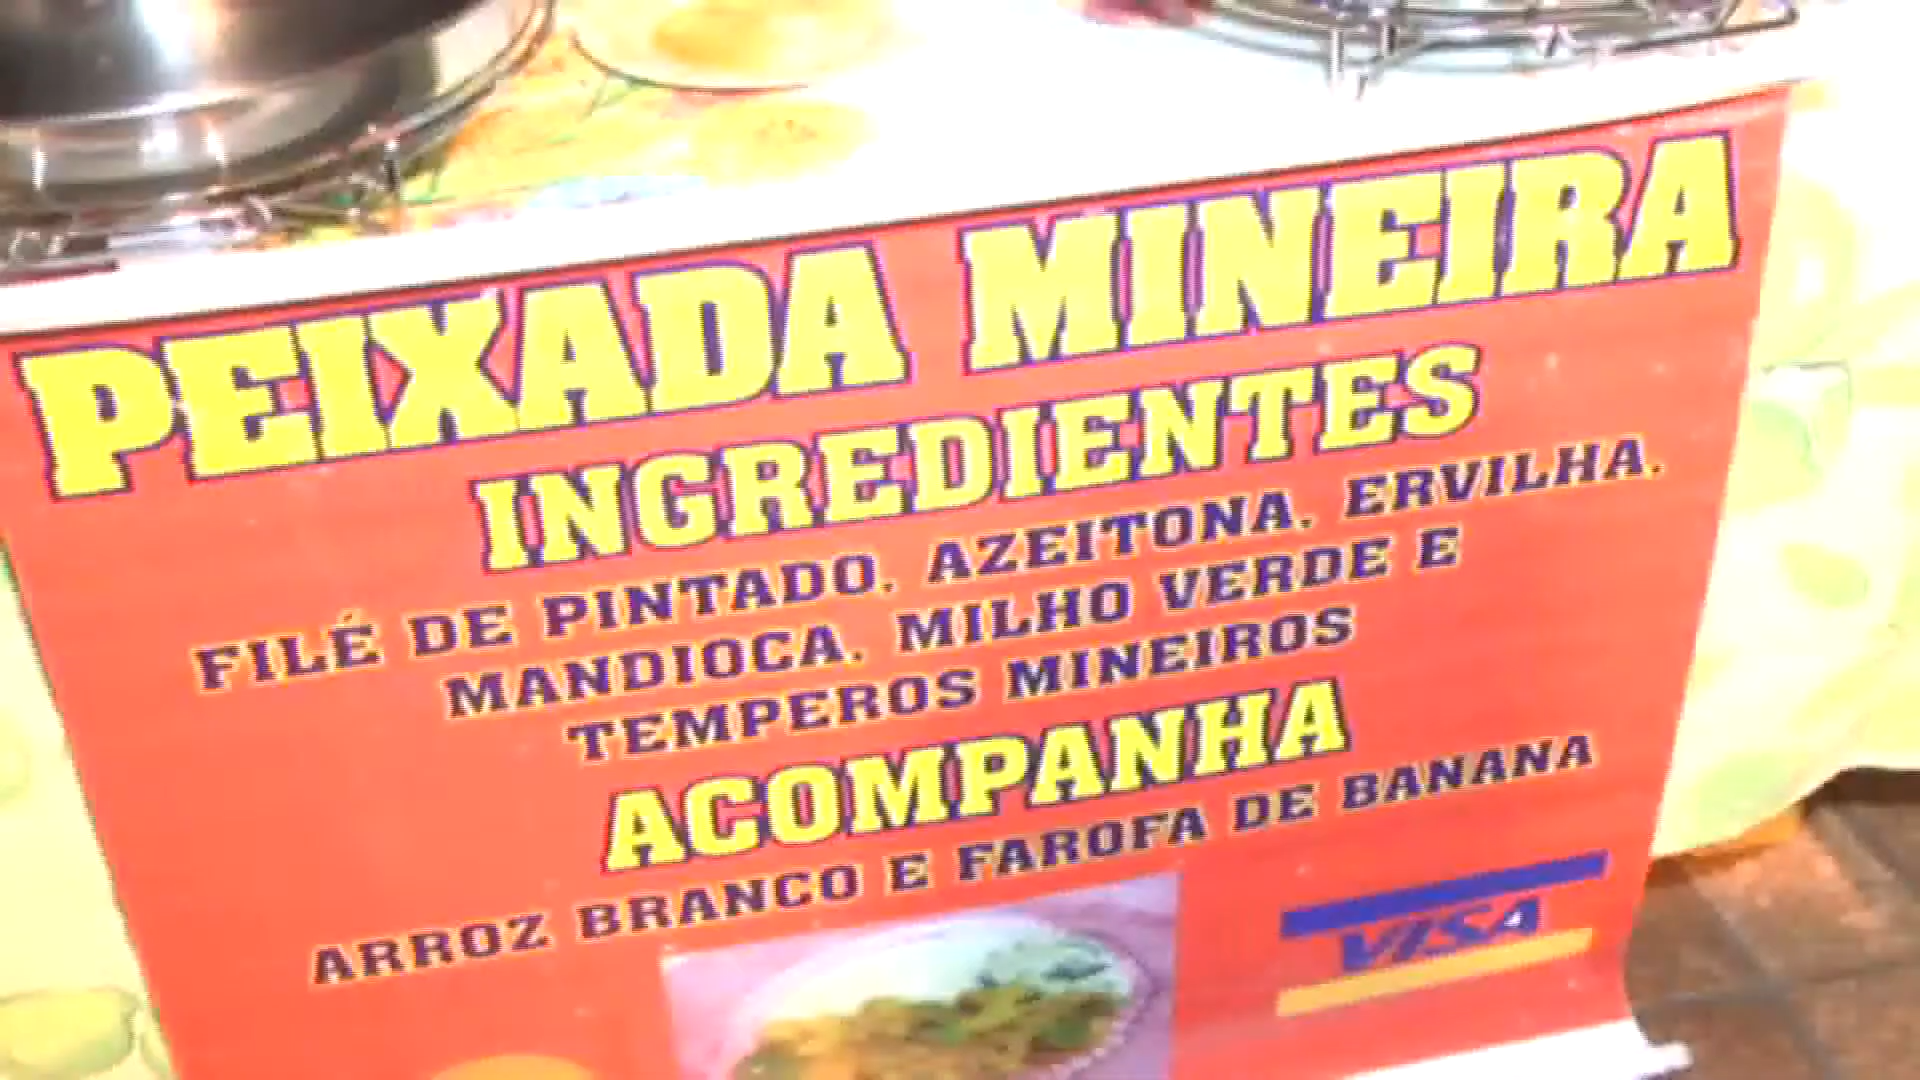 PEIXADA MINEIRA
INGREDIENTES
FILÉ DE PINTADO. AZEITONA. ERVILHA.
MANDIOCA. MILHO VERDE E
TEMPEROS MINEIROS
ACOMPANHA
ARROZ BRANCO E FAROFA DE BANANA
VISA